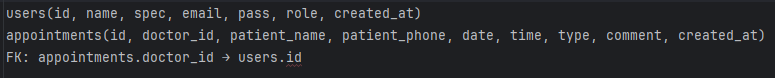 users(id, name, spec, email, pass, role, created_at)
appointments(id, doctor_id, patient_name, patient_phone, date, time, type, comment, created_at)
FK: appointments.doctor_id → users.id